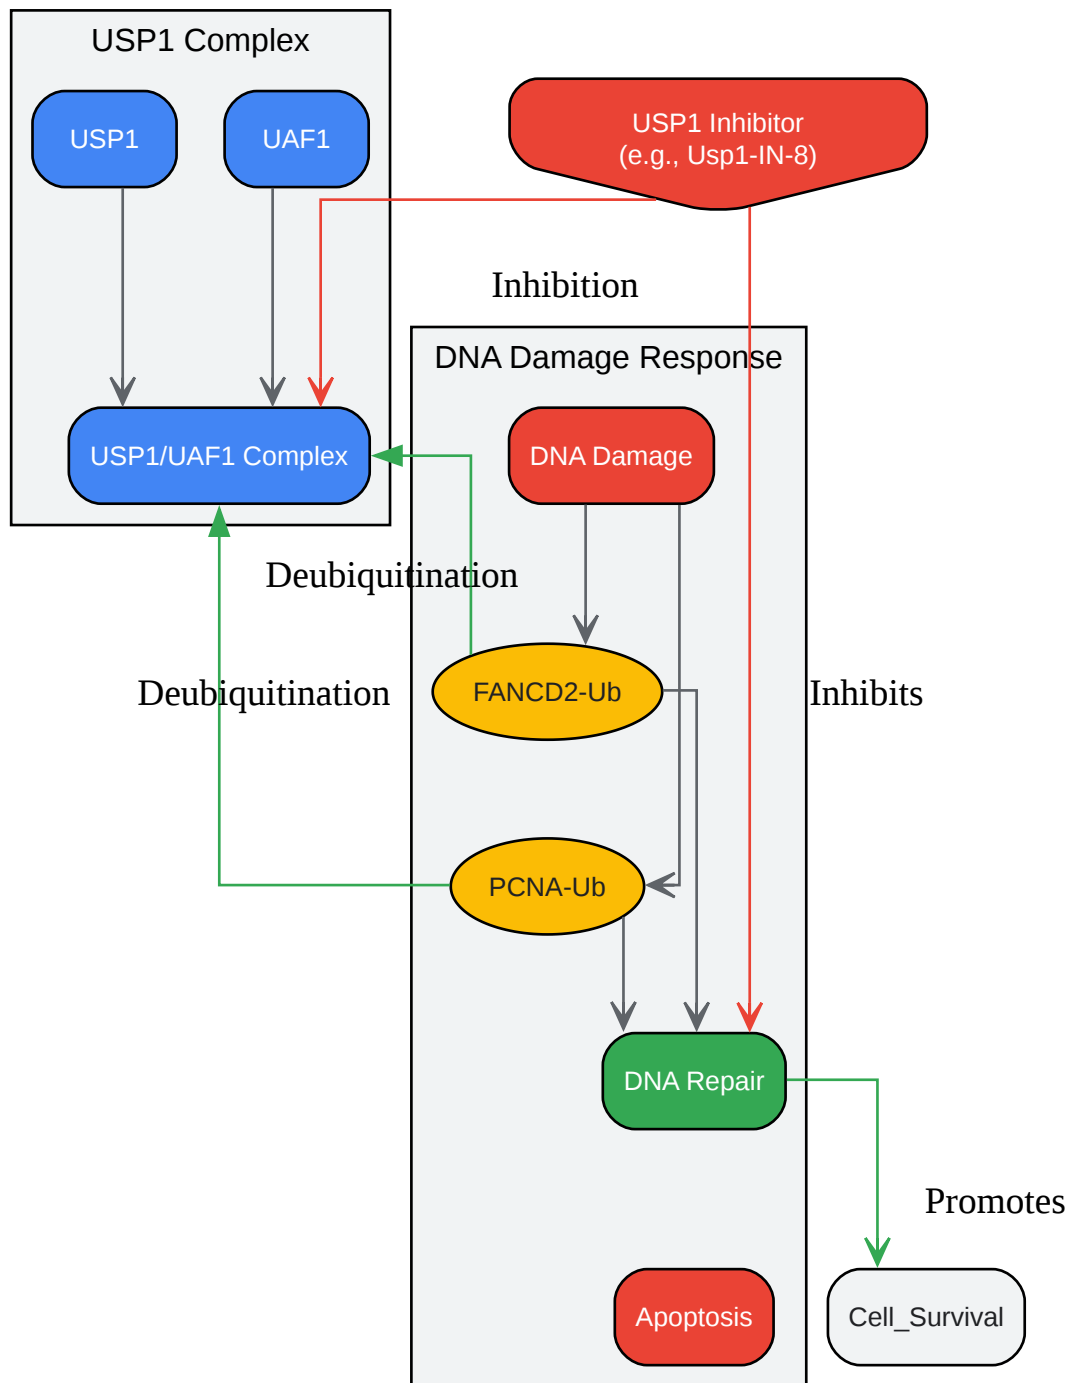 USP1 Complex
USP1
UAF1
USP1 Inhibitor
(e.g., Usp1-IN-8)
Inhibition
DNA Damage Response
USP1/UAF1 Complex
DNA Damage
Deubiquitination
Deubiquitination
FANCD2-Ub
Inhibits
PCNA-Ub
DNA Repair
Promotes
Apoptosis
Cell_Survival